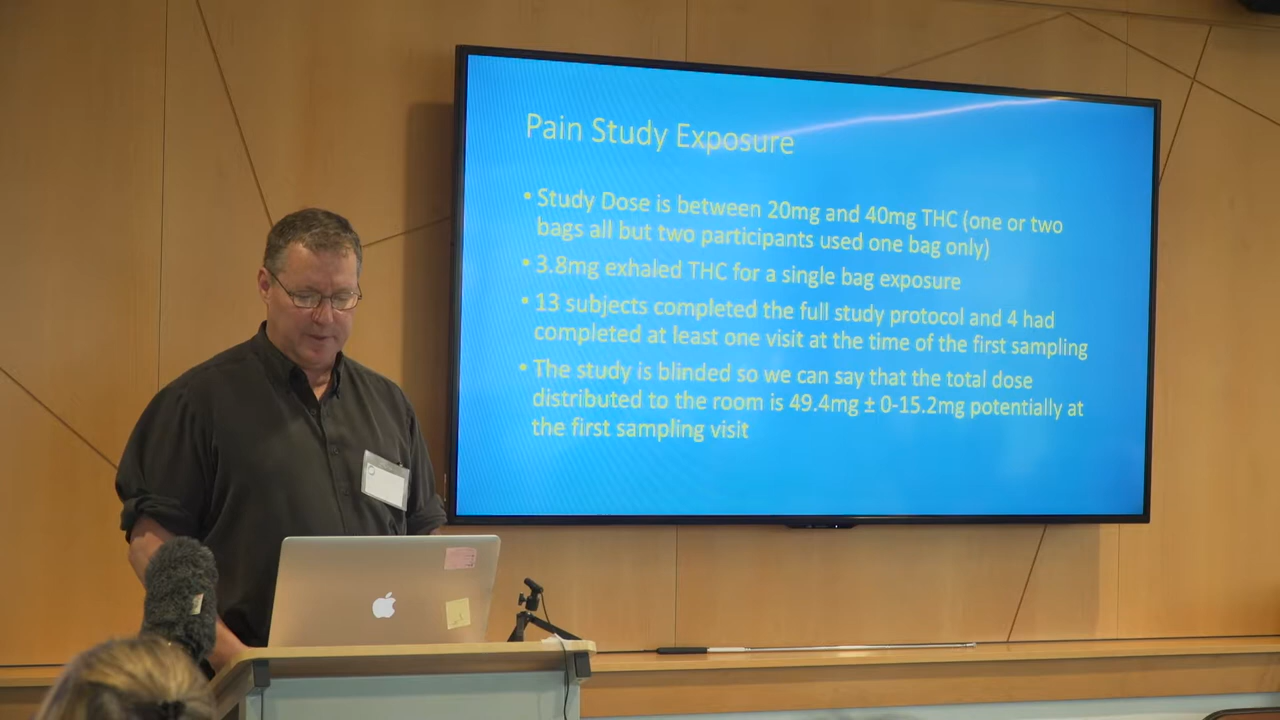 Pain Study Exposure
• Study Dose is between 20mg and 40mg THC (one or two
bags all but two participants used one bag only)
• 3.8mg exhaled THC for a single bag exposure
• 13 subjects completed the full study protocol and 4 had
completed at least one visit at the time of the first sampling
• The study is blinded so we can say that the total dose
distributed to the room is 49.4mg ± 0-15.2mg potentially at
the first sampling visit